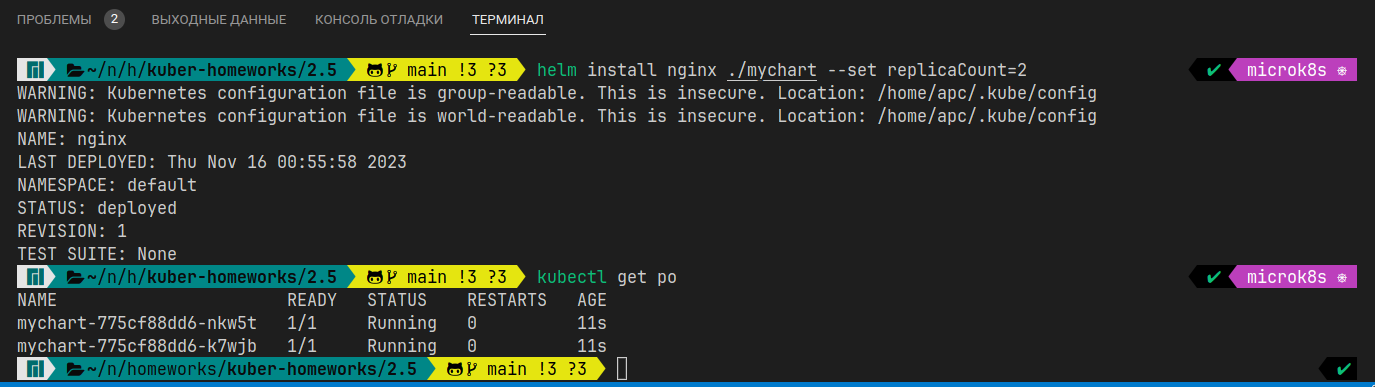 ПРОБЛЕМЫ 2 ВЫХОДНЫЕ ДАННЫЕ КОНСОЛЬ ОТЛАДКИ ТЕРМИНАЛ
~/n/h/kuber-homeworks/2.5 main !3 ?3 helm install nginx ./mychart --set replicaCount=2 ✔ microk8s ⎈
WARNING: Kubernetes configuration file is group-readable. This is insecure. Location: /home/apc/.kube/config
WARNING: Kubernetes configuration file is world-readable. This is insecure. Location: /home/apc/.kube/config
NAME: nginx
LAST DEPLOYED: Thu Nov 16 00:55:58 2023
NAMESPACE: default
STATUS: deployed
REVISION: 1
TEST SUITE: None
~/n/h/kuber-homeworks/2.5 main !3 ?3 kubectl get po ✔ microk8s ⎈
NAME READY STATUS RESTARTS AGE
mychart-775cf88dd6-nkw5t 1/1 Running 0 11s
mychart-775cf88dd6-k7wjb 1/1 Running 0 11s
~/n/homeworks/kuber-homeworks/2.5 main !3 ?3 ✔